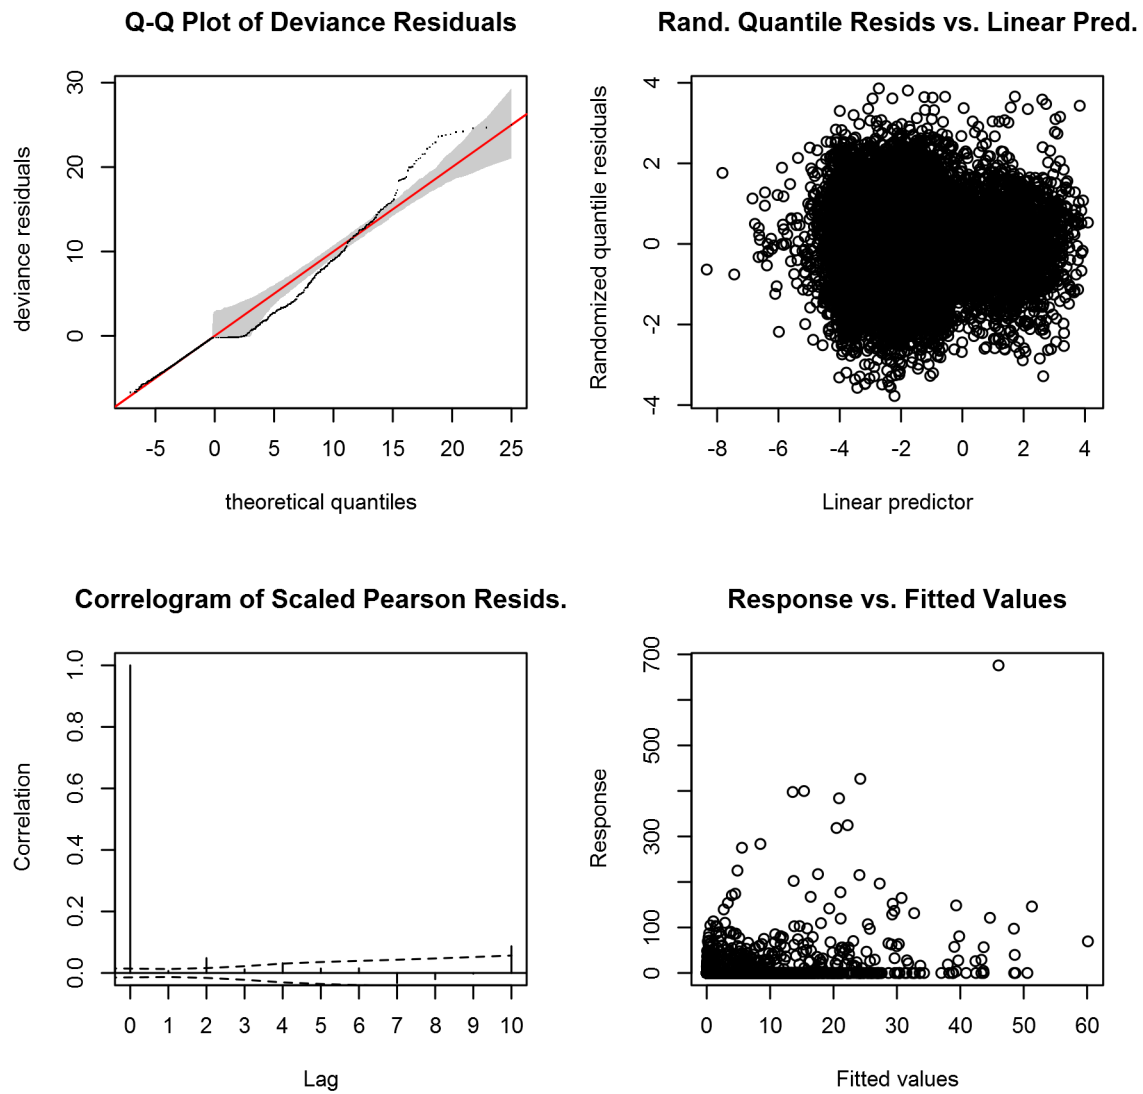 Q-Q Plot of Deviance Residuals
30
20
10
0
deviance residuals
-5 0 5 10 15 20 25
theoretical quantiles
Rand. Quantile Resids vs. Linear Pred.
4
2
0
-2
-4
Randomized quantile residuals
-8 -6 -4 -2 0 2 4
Linear predictor
Correlogram of Scaled Pearson Resids.
1.0
0.8
0.6
0.4
0.2
0.0
Correlation
0 1 2 3 4 5 6 7 8 9 10
Lag
Response vs. Fitted Values
700
500
300
100
0
Response
0 10 20 30 40 50 60
Fitted values